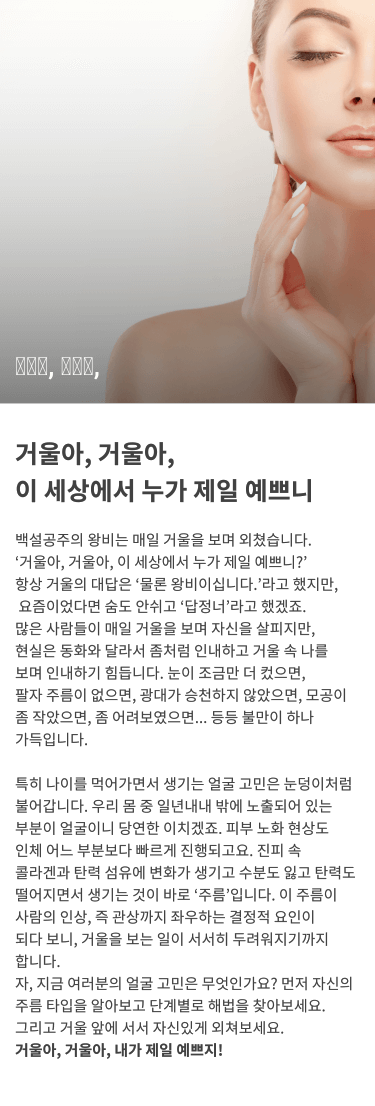 거울아, 거울아,
이 세상에서 누가 제일 예쁘니
백설공주의 왕비는 매일 거울을 보며 외쳤습니다.
‘거울아, 거울아, 이 세상에서 누가 제일 예쁘니?’
항상 거울의 대답은 ‘물론 왕비이십니다.’라고 했지만,
요즘이었다면 숨도 안쉬고 ‘답정너’라고 했겠죠.
많은 사람들이 매일 거울을 보며 자신을 살피지만,
현실은 동화와 달라서 좀처럼 인내하고 거울 속 나를
보며 인내하기 힘듭니다. 눈이 조금만 더 컸으면,
팔자 주름이 없으면, 광대가 승천하지 않았으면, 모공이
좀 작았으면, 좀 어려보였으면... 등등 불만이 하나
가득입니다.
특히 나이를 먹어가면서 생기는 얼굴 고민은 눈덩이처럼
불어갑니다. 우리 몸 중 일년내내 밖에 노출되어 있는
부분이 얼굴이니 당연한 이치겠죠. 피부 노화 현상도
인체 어느 부분보다 빠르게 진행되고요. 진피 속
콜라겐과 탄력 섬유에 변화가 생기고 수분도 잃고 탄력도
떨어지면서 생기는 것이 바로 ‘주름’입니다. 이 주름이
사람의 인상, 즉 관상까지 좌우하는 결정적 요인이
되다 보니, 거울을 보는 일이 서서히 두려워지기까지
합니다.
자, 지금 여러분의 얼굴 고민은 무엇인가요? 먼저 자신의
주름 타입을 알아보고 단계별로 해법을 찾아보세요.
그리고 거울 앞에 서서 자신있게 외쳐보세요.
거울아, 거울아, 내가 제일 예쁘지!